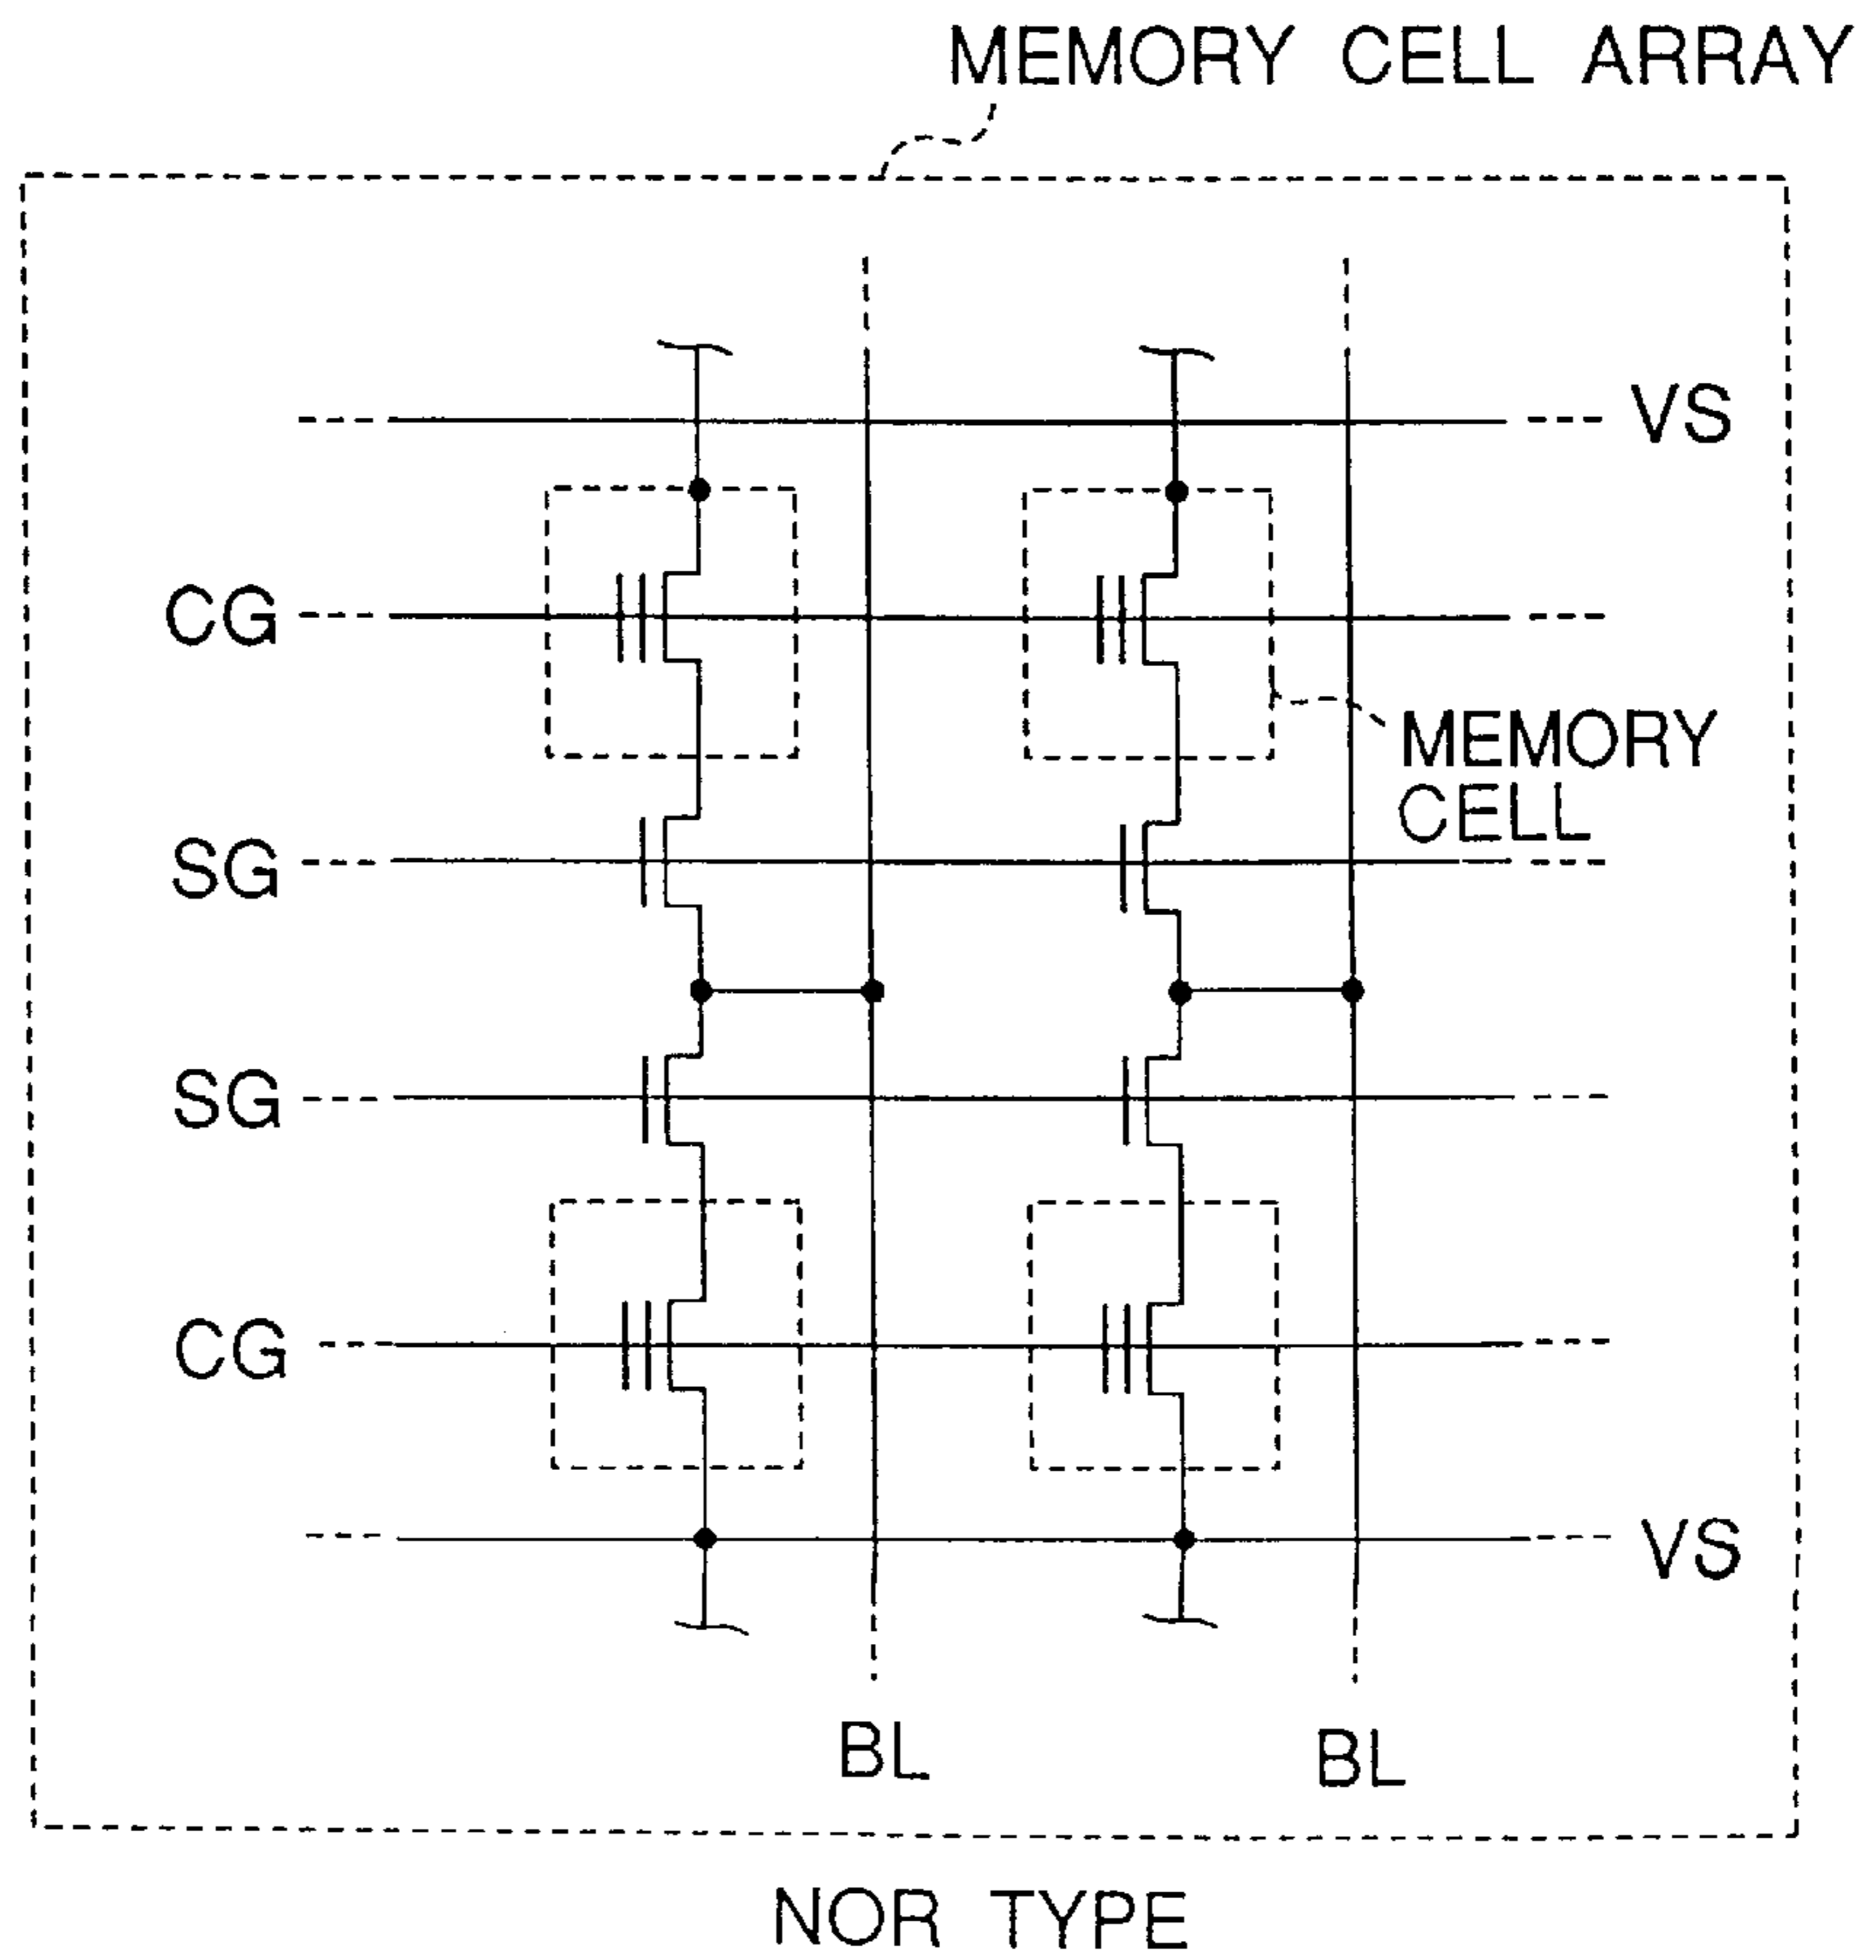 MEMORY CELL ARRAY
VS
CG
MEMORY
CELL
SG
SG
CG
VS
BL
BL
NOR TYPE